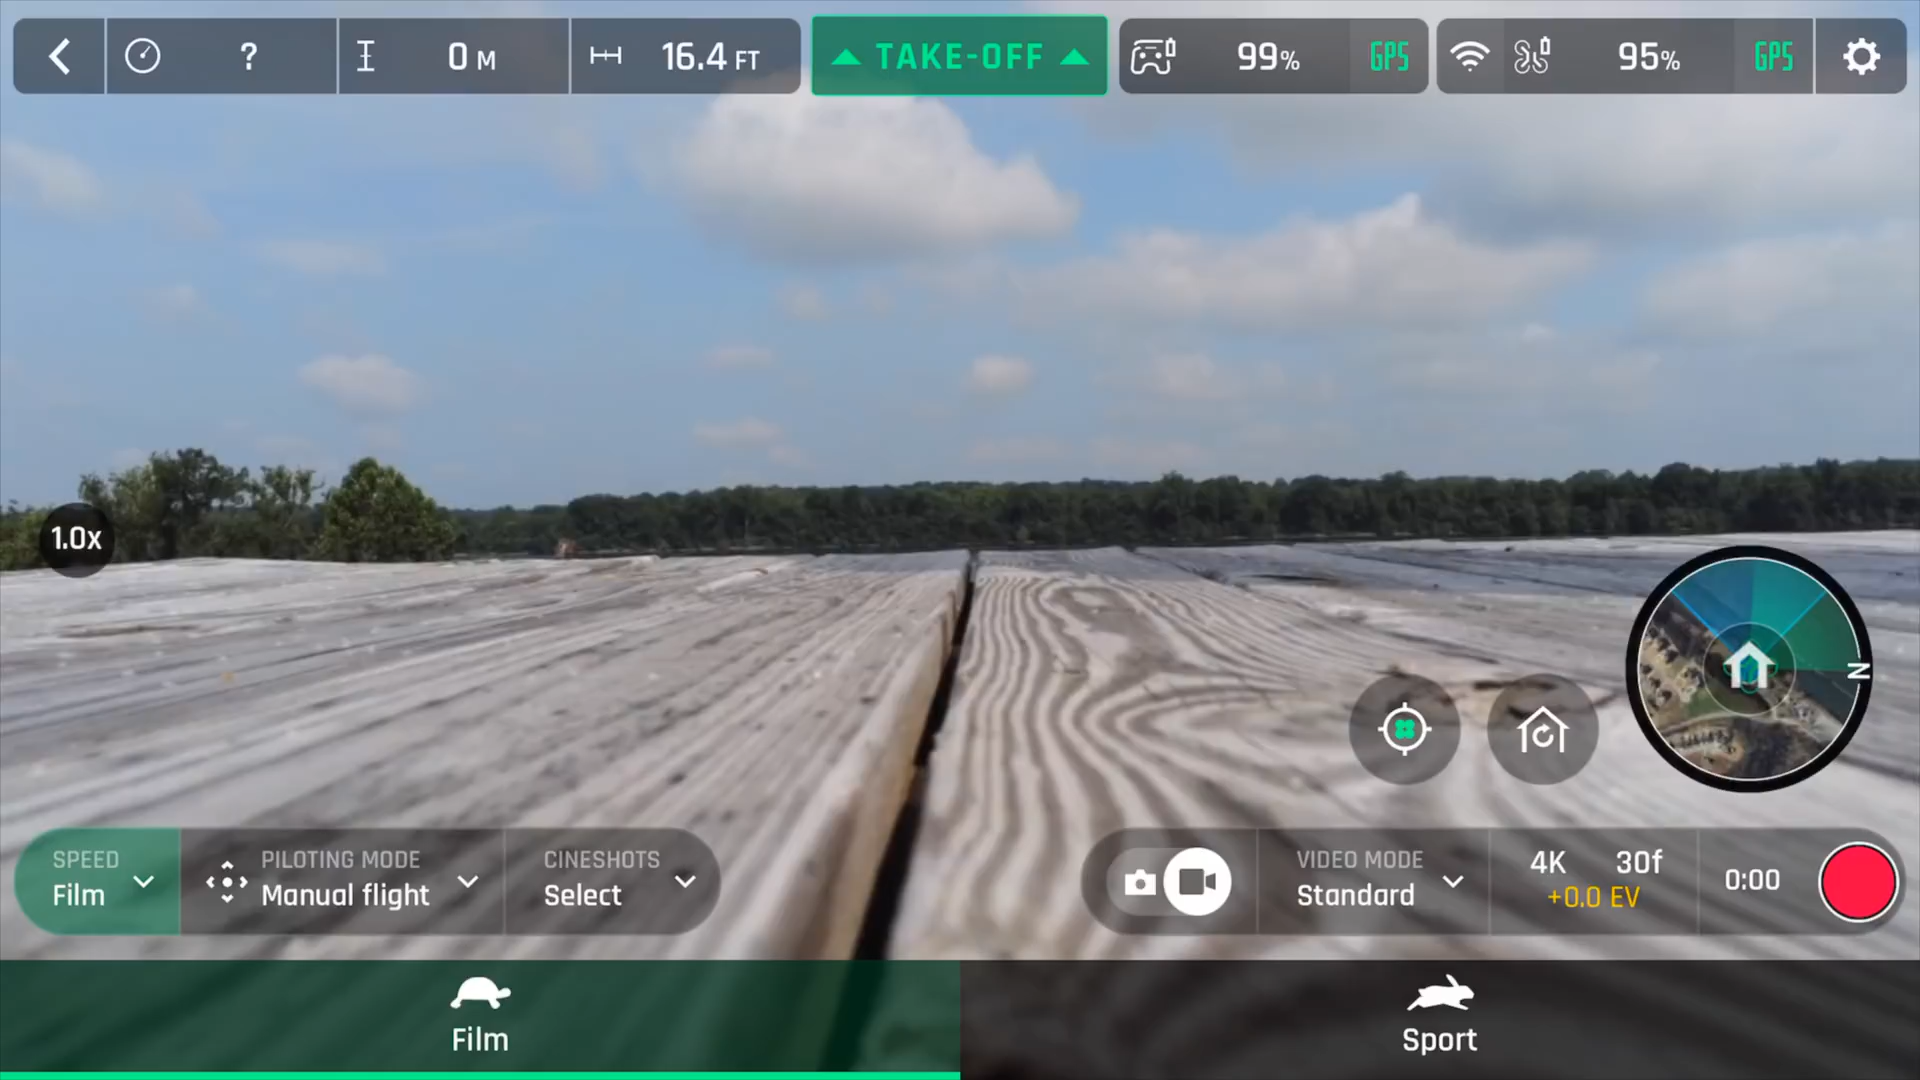 ?
0 M
16.4 FT
TAKE-OFF
99%
GPS
95%
GPS
1.0x
N
SPEED
Film
PILOTING MODE
Manual flight
CINESHOTS
Select
VIDEO MODE
Standard
4K 30f
+0.0 EV
0:00
Film
Sport